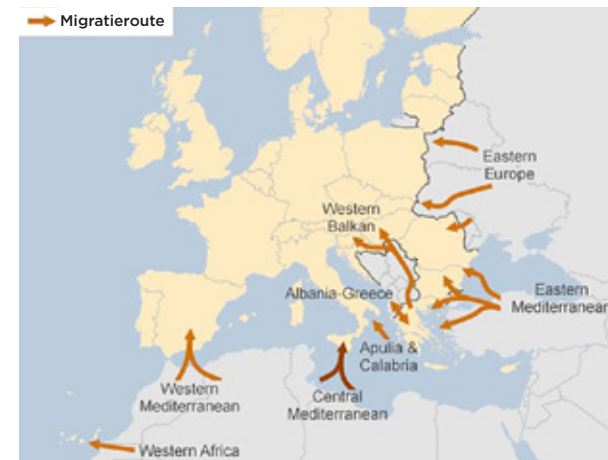 Migratieroute
Eastern
Europe
Western
Balkan
Albania-Greece
Eastern
Mediterranean
Apulia &
Calabria
Western
Mediterranean
Central
Mediterranean
Western Africa